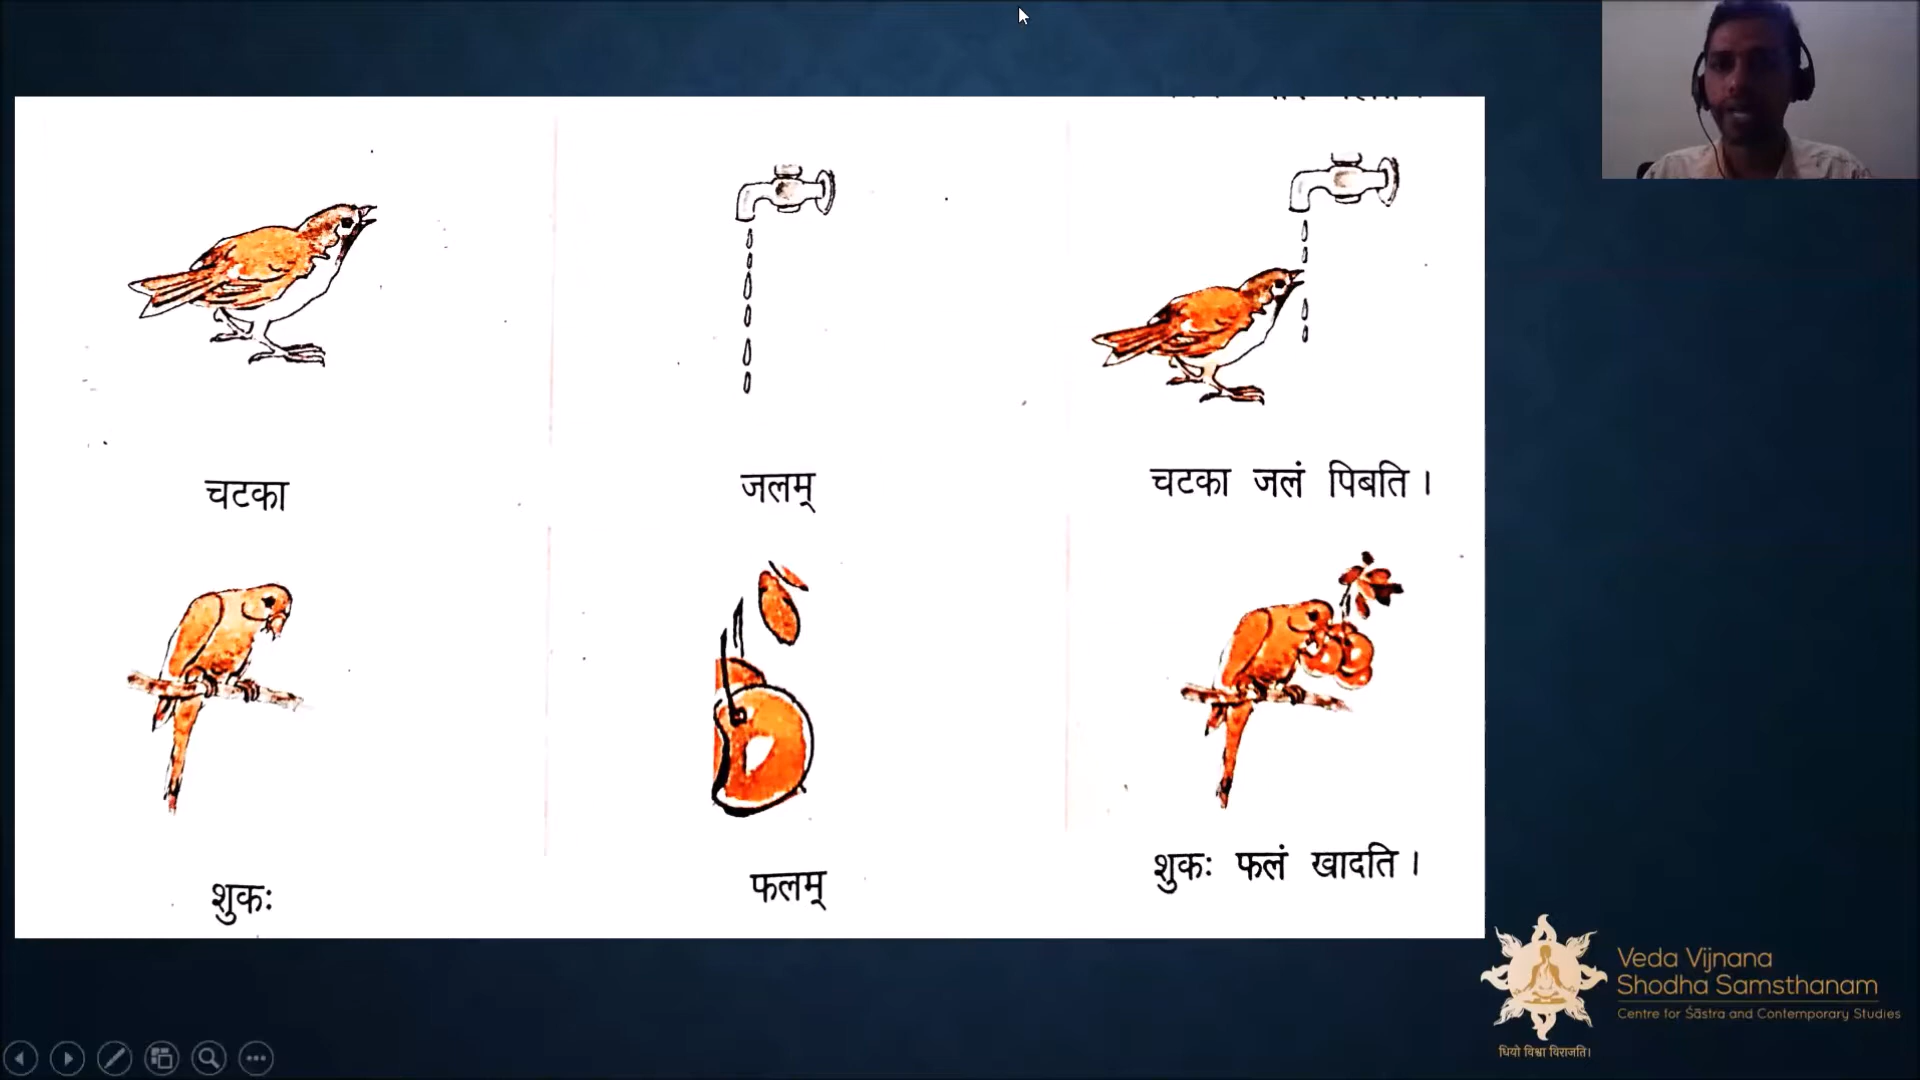 चटका
जलम्
चटका जलं पिबति ।
शुकः
फलम्
शुकः फलं खादति ।
Veda Vijnana
Shodha Samsthanam
Centre for Śāstra and Contemporary Studies
धियो विश्वा विराजति।